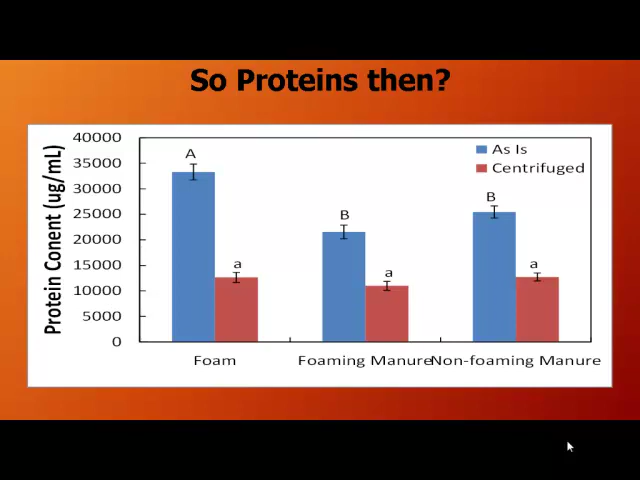 So Proteins then?
Protein Conent (ug/mL)
40000
35000
30000
25000
20000
15000
10000
5000
0
As Is
Centrifuged
A
a
B
a
B
a
Foam
Foaming Manure
Non-foaming Manure